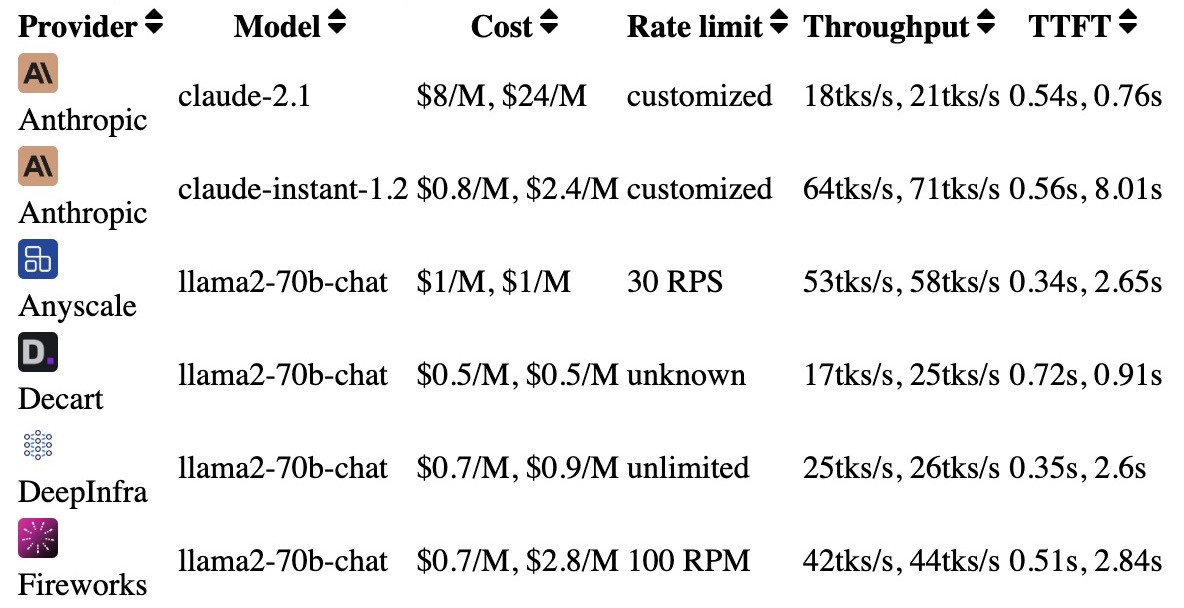 Provider Model Cost Rate limit Throughput TTFT
A\
claude-2.1 $8/M, $24/M customized 18tks/s, 21tks/s 0.54s, 0.76s
Anthropic
A\
claude-instant-1.2 $0.8/M, $2.4/M customized 64tks/s, 71tks/s 0.56s, 8.01s
Anthropic
llama2-70b-chat $1/M, $1/M 30 RPS 53tks/s, 58tks/s 0.34s, 2.65s
Anyscale
D.
llama2-70b-chat $0.5/M, $0.5/M unknown 17tks/s, 25tks/s 0.72s, 0.91s
Decart
llama2-70b-chat $0.7/M, $0.9/M unlimited 25tks/s, 26tks/s 0.35s, 2.6s
DeepInfra
llama2-70b-chat $0.7/M, $2.8/M 100 RPM 42tks/s, 44tks/s 0.51s, 2.84s
Fireworks